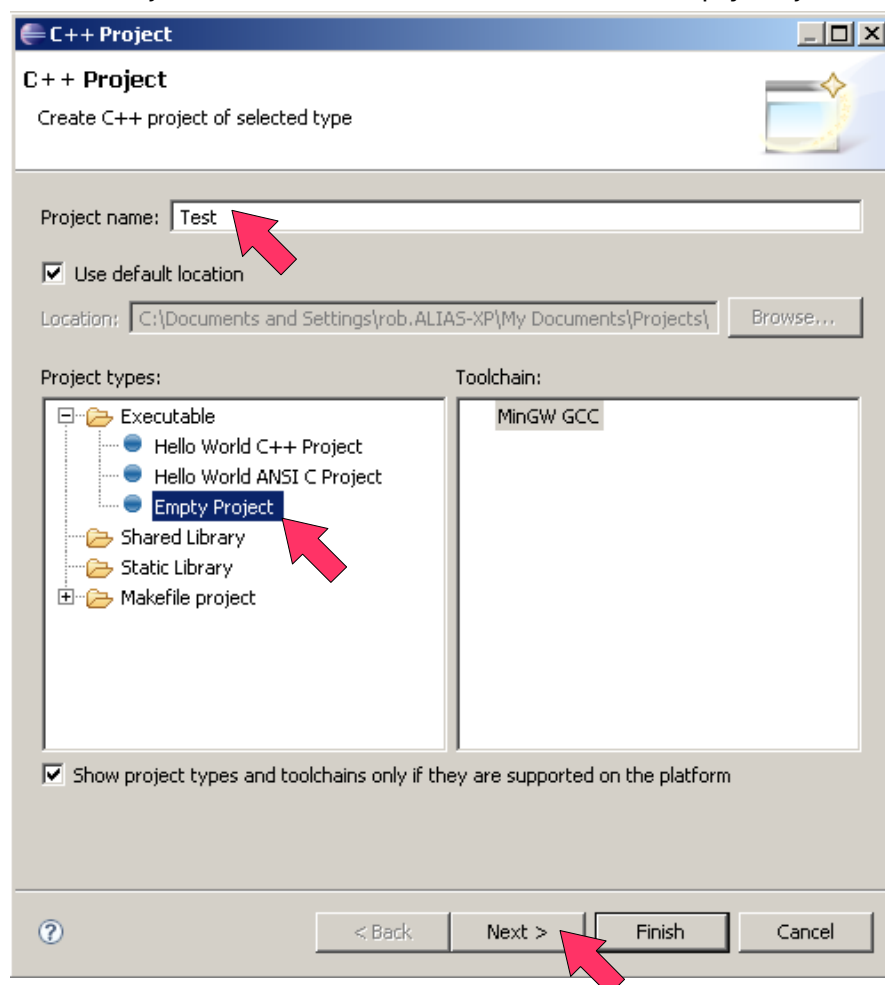 C++ Project
C++ Project
Create C++ project of selected type
Project name: Test
Use default location
Location: C:\Documents and Settings\rob.ALIAS-XP\My Documents\Projects\ Browse...
Project types: Toolchain:
Executable MinGW GCC
Hello World C++ Project
Hello World ANSI C Project
Empty Project
Shared Library
Static Library
Makefile project
Show project types and toolchains only if they are supported on the platform
? < Back Next > Finish Cancel